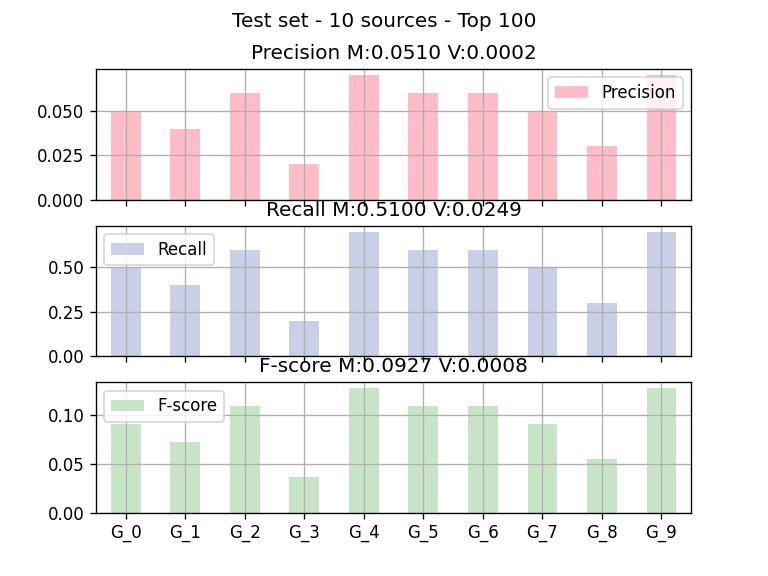 Test set - 10 sources - Top 100
Precision M:0.0510 V:0.0002
Precision
0.050
0.025
0.000
Recall M:0.5100 V:0.0249
Recall
0.50
0.25
0.00
F-score M:0.0927 V:0.0008
F-score
0.10
0.05
0.00
G_0 G_1 G_2 G_3 G_4 G_5 G_6 G_7 G_8 G_9